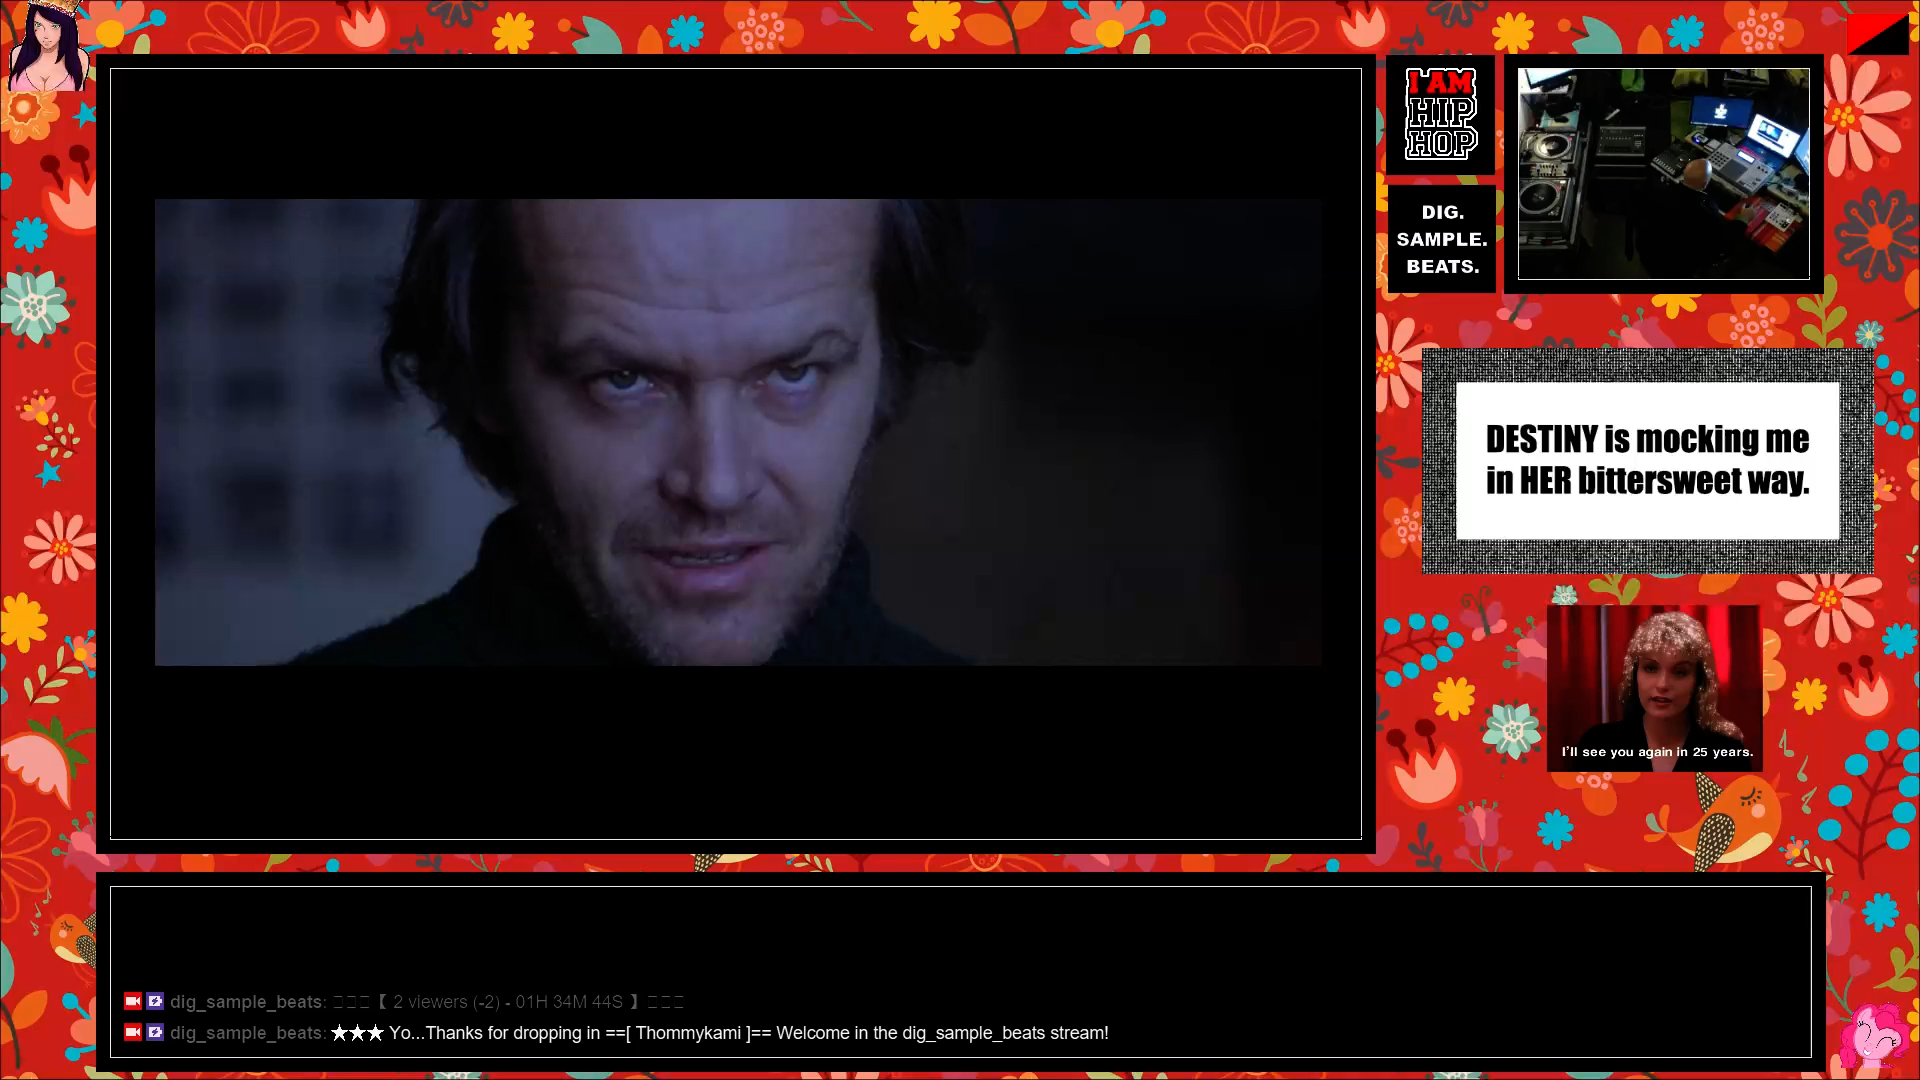 I AM
HIP
HOP
DIG.
SAMPLE.
BEATS.
DESTINY is mocking me
in HER bittersweet way.
I'll see you again in 25 years.
dig_sample_beats: □□□【 2 viewers (-2) - 01H 34M 44S 】□□□
dig_sample_beats: ★★★ Yo...Thanks for dropping in ==[ Thommykami ]== Welcome in the dig_sample_beats stream!